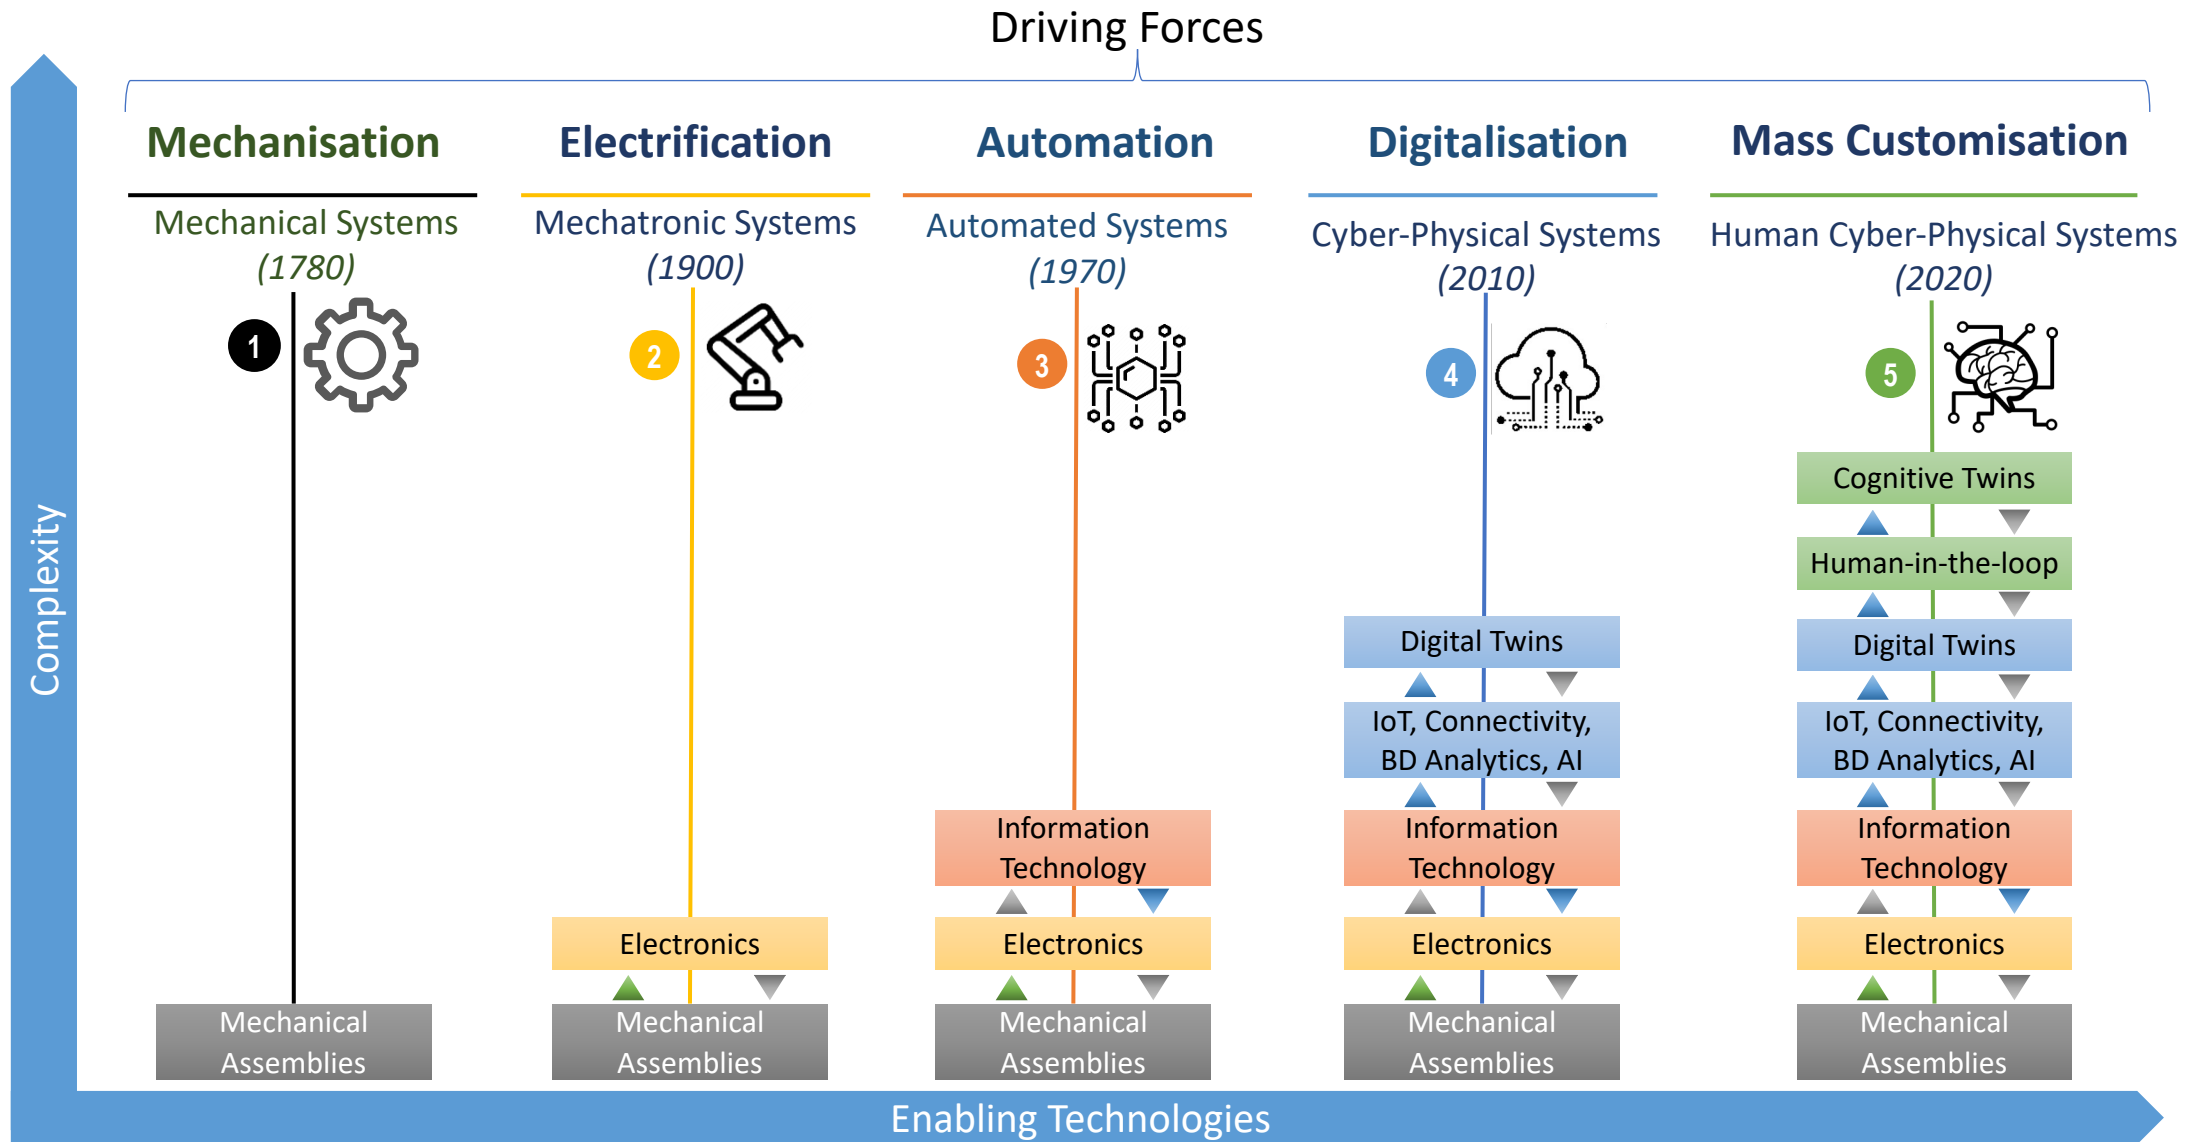 Driving Forces
Mechanisation
Mechanical Systems
(1780)
1
Mechanical
Assemblies
Electrification
Mechatronic Systems
(1900)
2
Electronics
Mechanical
Assemblies
Automation
Automated Systems
(1970)
3
Information
Technology
Electronics
Mechanical
Assemblies
Digitalisation
Cyber-Physical Systems
(2010)
4
Digital Twins
IoT, Connectivity,
BD Analytics, AI
Information
Technology
Electronics
Mechanical
Assemblies
Mass Customisation
Human Cyber-Physical Systems
(2020)
5
Cognitive Twins
Human-in-the-loop
Digital Twins
IoT, Connectivity,
BD Analytics, AI
Information
Technology
Electronics
Mechanical
Assemblies
Complexity
Enabling Technologies